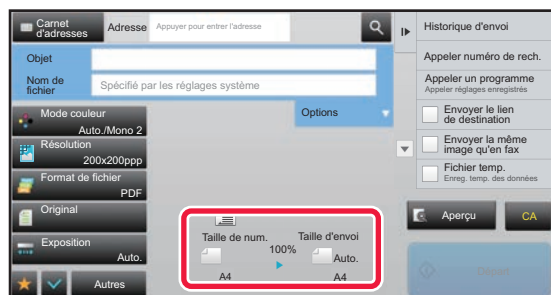 Carnet
d'adresses
Adresse
Appuyer pour entrer l'adresse
Objet
Nom de
fichier
Spécifié par les réglages système
Mode couleur
Auto./Mono 2
Résolution
200x200ppp
Format de fichier
PDF
Original
Exposition
Auto.
Autres
Options
Taille de num.
100%
Taille d'envoi
Auto.
A4
A4
Historique d'envoi
Appeler numéro de rech.
Appeler un programme
Appeler réglages enregistrés
Envoyer le lien
de destination
Envoyer la même
image qu'en fax
Fichier temp.
Enreg. temp. des données
Aperçu
CA